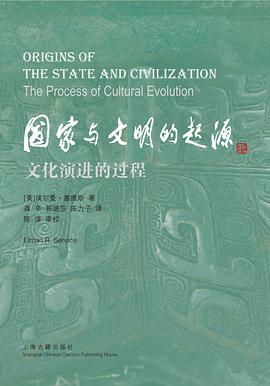 ORIGINS OF
THE STATE AND CIVILIZATION
The Process of Cultural Evolution
国家与文明的起源
文化演进的过程
[美]埃尔曼·塞维斯 著
龚 辛 郭璐莎 陈力子 译
陈 淳 审校
Elman R. Service
上海古籍出版社
Shanghai Chinese Classics Publishing House